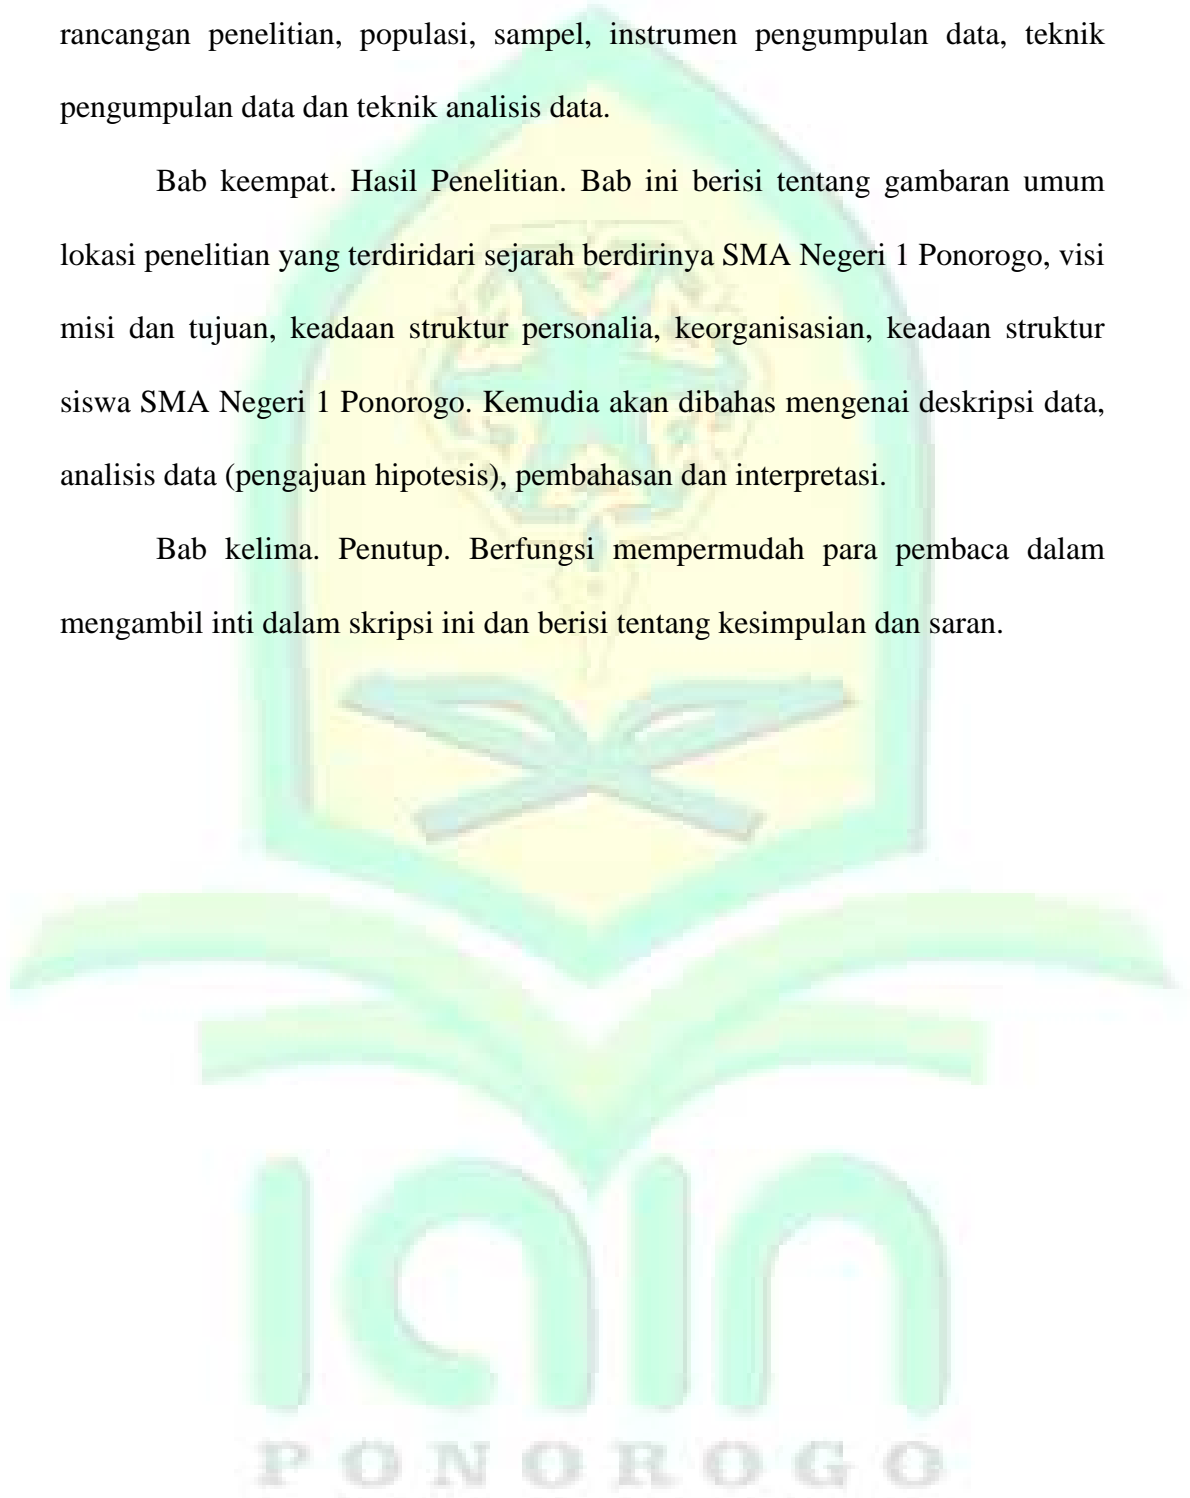 rancangan penelitian, populasi, sampel, instrumen pengumpulan data, teknik
pengumpulan data dan teknik analisis data.
Bab keempat. Hasil Penelitian. Bab ini berisi tentang gambaran umum
lokasi penelitian yang terdiridari sejarah berdirinya SMA Negeri 1 Ponorogo, visi
misi dan tujuan, keadaan struktur personalia, keorganisasian, keadaan struktur
siswa SMA Negeri 1 Ponorogo. Kemudia akan dibahas mengenai deskripsi data,
analisis data (pengajuan hipotesis), pembahasan dan interpretasi.
Bab kelima. Penutup. Berfungsi mempermudah para pembaca dalam
mengambil inti dalam skripsi ini dan berisi tentang kesimpulan dan saran.
iain
PONOROGO